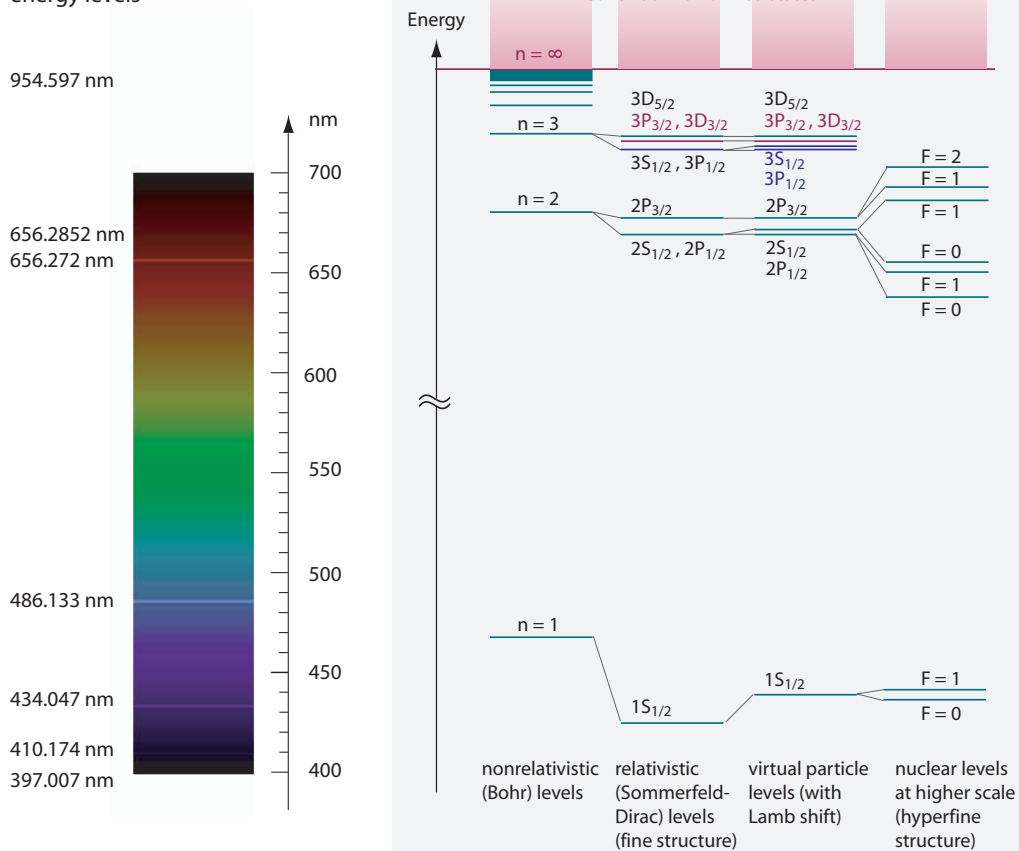 energy levels
954.597 nm
656.2852 nm
656.272 nm
486.133 nm
434.047 nm
410.174 nm
397.007 nm
nm
700
650
600
550
500
450
400
Energy
n = ∞
n = 3
n = 2
n = 1
nonrelativistic
(Bohr) levels
3D5/2
3P3/2 , 3D3/2
3S1/2 , 3P1/2
2P3/2
2S1/2 , 2P1/2
1S1/2
relativistic
(Sommerfeld-
Dirac) levels
(fine structure)
3D5/2
3P3/2 , 3D3/2
3S1/2
3P1/2
2P3/2
2S1/2
2P1/2
1S1/2
virtual particle
levels (with
Lamb shift)
F = 2
F = 1
F = 1
F = 0
F = 1
F = 0
F = 1
F = 0
nuclear levels
at higher scale
(hyperfine
structure)